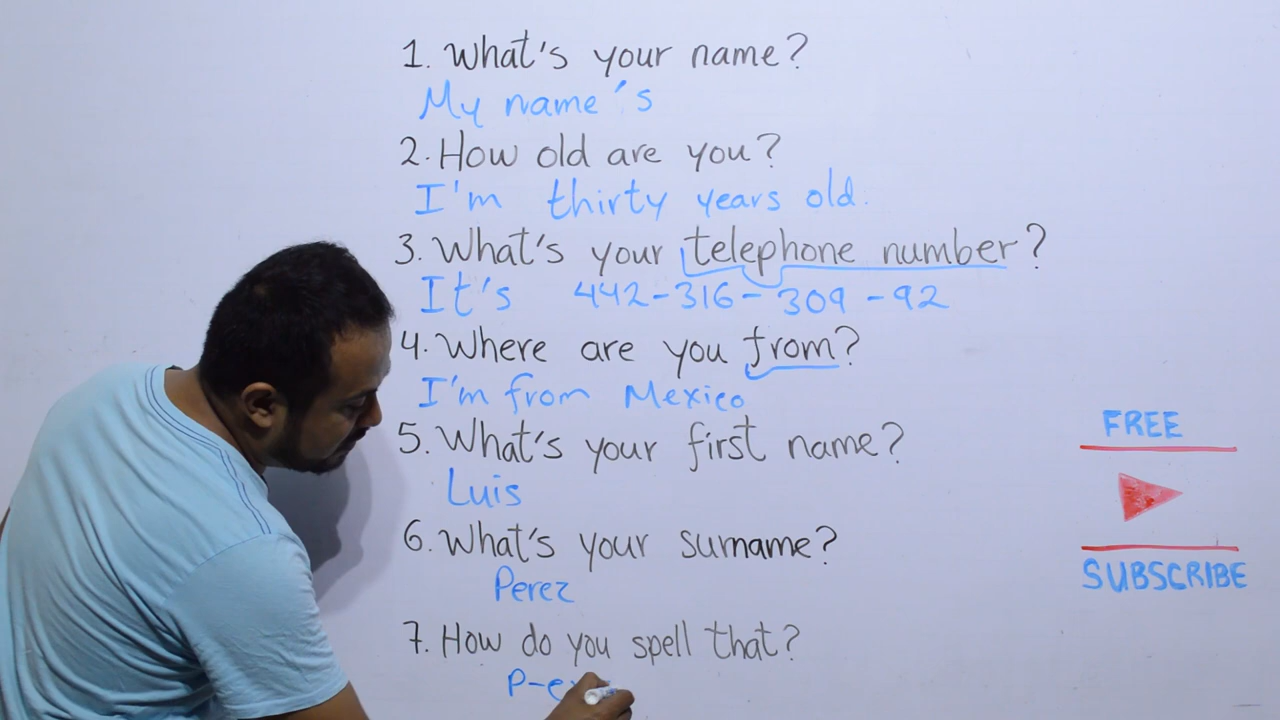 1. What's your name?
My name's
2. How old are you?
I'm thirty years old.
3. What's your telephone number?
It's 442-316-309-92
4. Where are you from?
I'm from Mexico
5. What's your first name?
Luis
6. What's your surname?
Perez
7. How do you spell that?
P-e
FREE
SUBSCRIBE